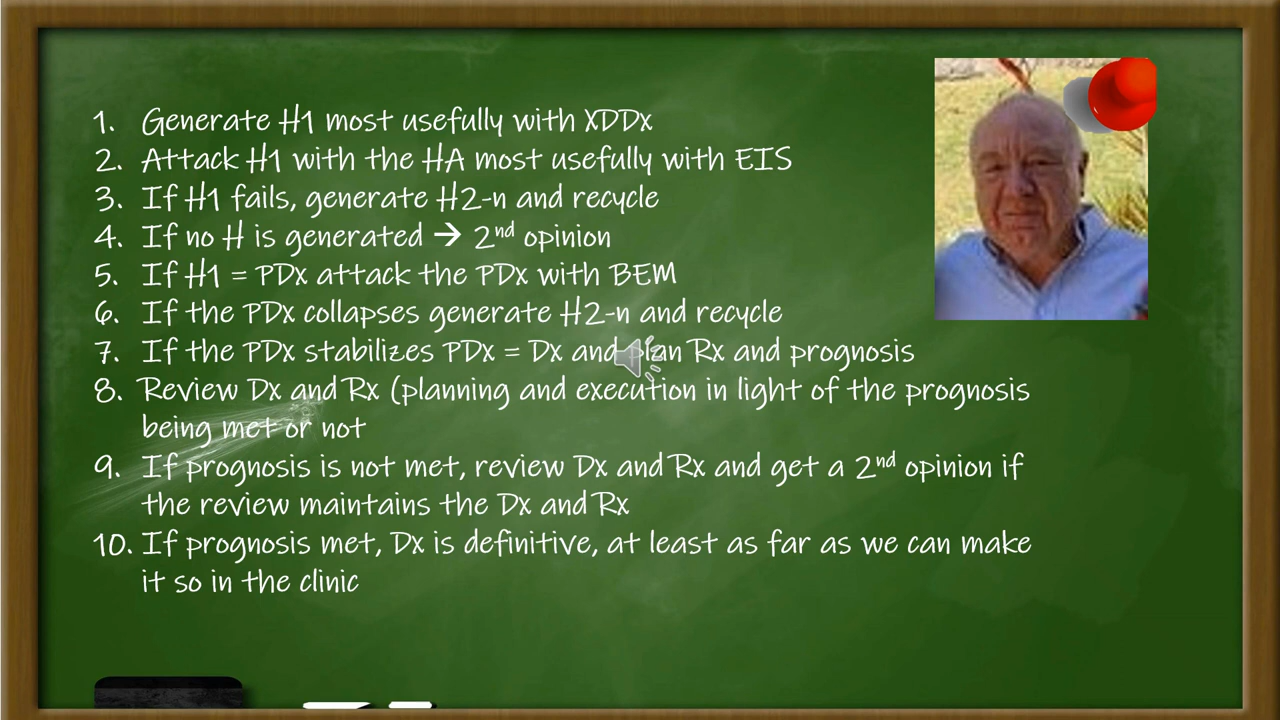 1. Generate H1 most usefully with XDDx
2. Attack H1 with the HA most usefully with EIS
3. If H1 fails, generate H2-n and recycle
4. If no H is generated → 2nd opinion
5. If H1 = PDx attack the PDx with BEM
6. If the PDx collapses generate H2-n and recycle
7. If the PDx stabilizes PDx = Dx and plan Rx and prognosis
8. Review Dx and Rx (planning and execution in light of the prognosis
being met or not
9. If prognosis is not met, review Dx and Rx and get a 2nd opinion if
the review maintains the Dx and Rx
10. If prognosis met, Dx is definitive, at least as far as we can make
it so in the clinic